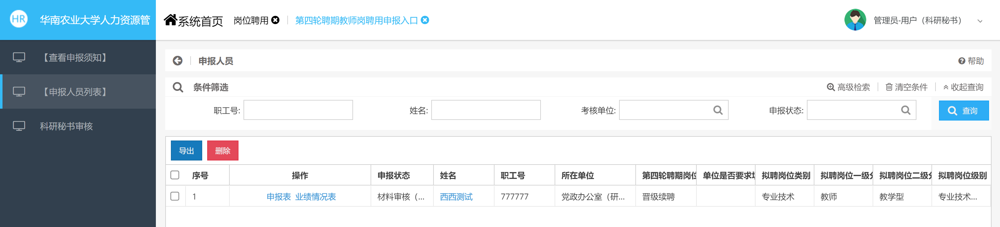 HR 华南农业大学人力资源管
系统首页 岗位聘用 第四轮聘期教师岗聘用申报入口 管理员-用户（科研秘书）
【查看申报须知】
【申报人员列表】
科研秘书审核
申报人员 帮助
条件筛选 高级检索 清空条件 收起查询
职工号: 姓名: 考核单位: 申报状态: 查询
导出 删除
序号 操作 申报状态 姓名 职工号 所在单位 第四轮聘期岗位 单位是否要求 拟聘岗位类别 拟聘岗位一级 拟聘岗位二级 拟聘岗位级别
1 申报表 业绩情况表 材料审核（... 西西测试 777777 党政办公室（研... 晋级续聘 专业技术 教师 教学型 专业技术...